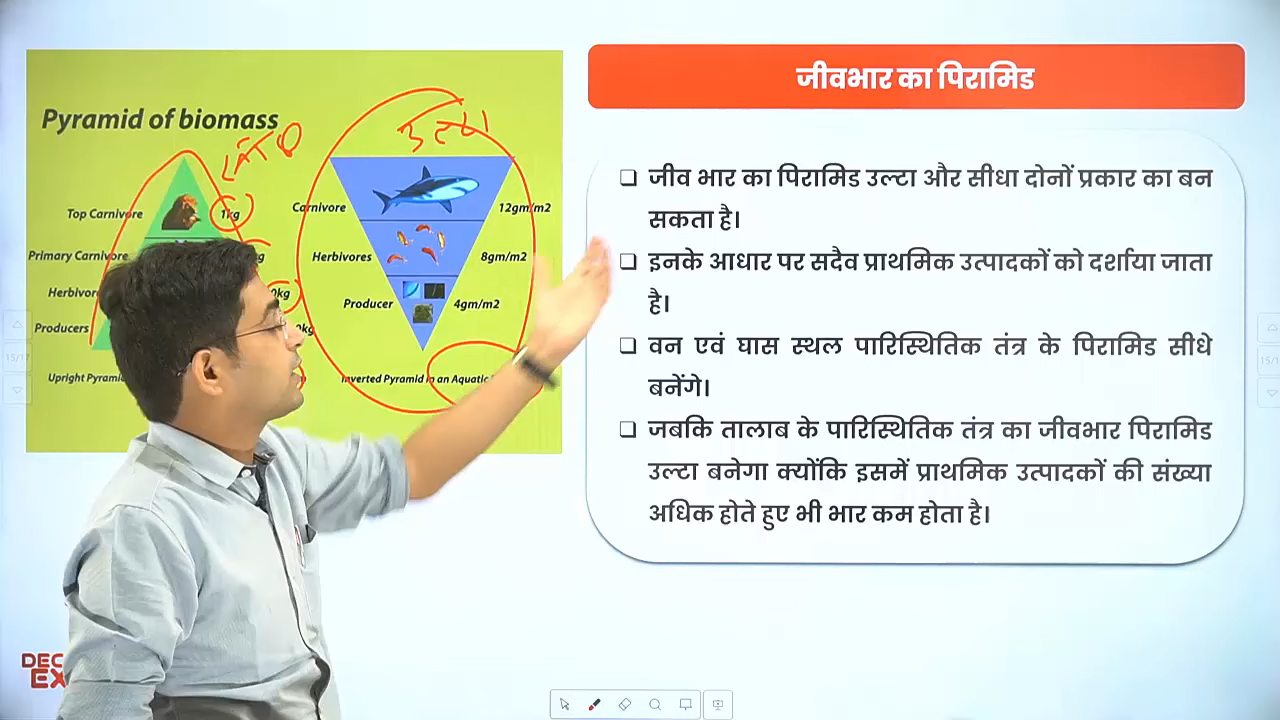 जीवभार का पिरामिड
Pyramid of biomass
उल्टा
Top Carnivore
1kg
Primary Carnivore
Producers
Upright Pyramid
Carnivore
12gm/m2
Herbivores
8gm/m2
Producer
4gm/m2
Inverted Pyramid in an Aquatic
❑ जीव भार का पिरामिड उल्टा और सीधा दोनों प्रकार का बन
सकता है।
❑ इनके आधार पर सदैव प्राथमिक उत्पादकों को दर्शाया जाता
है।
❑ वन एवं घास स्थल पारिस्थितिक तंत्र के पिरामिड सीधे
बनेंगे।
❑ जबकि तालाब के पारिस्थितिक तंत्र का जीवभार पिरामिड
उल्टा बनेगा क्योंकि इसमें प्राथमिक उत्पादकों की संख्या
अधिक होते हुए भी भार कम होता है।